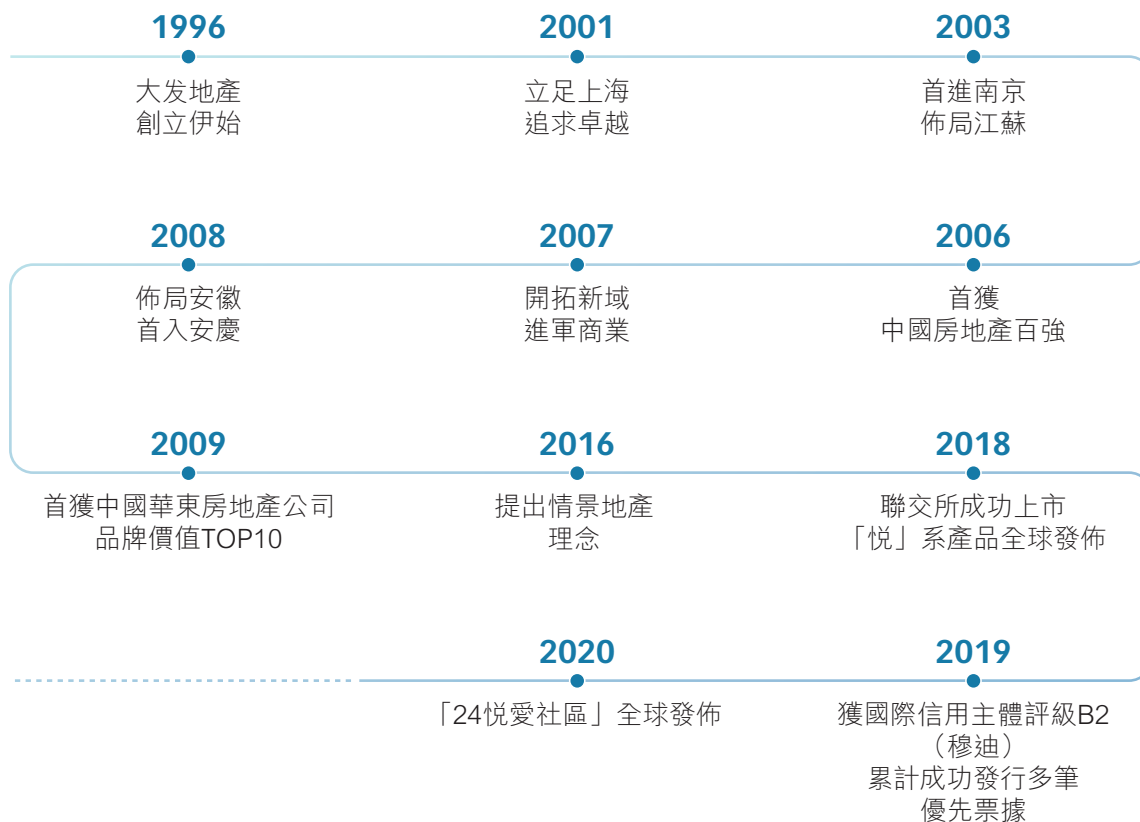 1996
大发地產
創立伊始
2001
立足上海
追求卓越
2003
首進南京
佈局江蘇
2006
首獲
中國房地產百強
2007
開拓新域
進軍商業
2008
佈局安徽
首入安慶
2009
首獲中國華東房地產公司
品牌價值TOP10
2016
提出情景地產
理念
2018
聯交所成功上市
「悦」系產品全球發佈
2019
獲國際信用主體評級B2
（穆迪）
累計成功發行多筆
優先票據
2020
「24悦愛社區」全球發佈